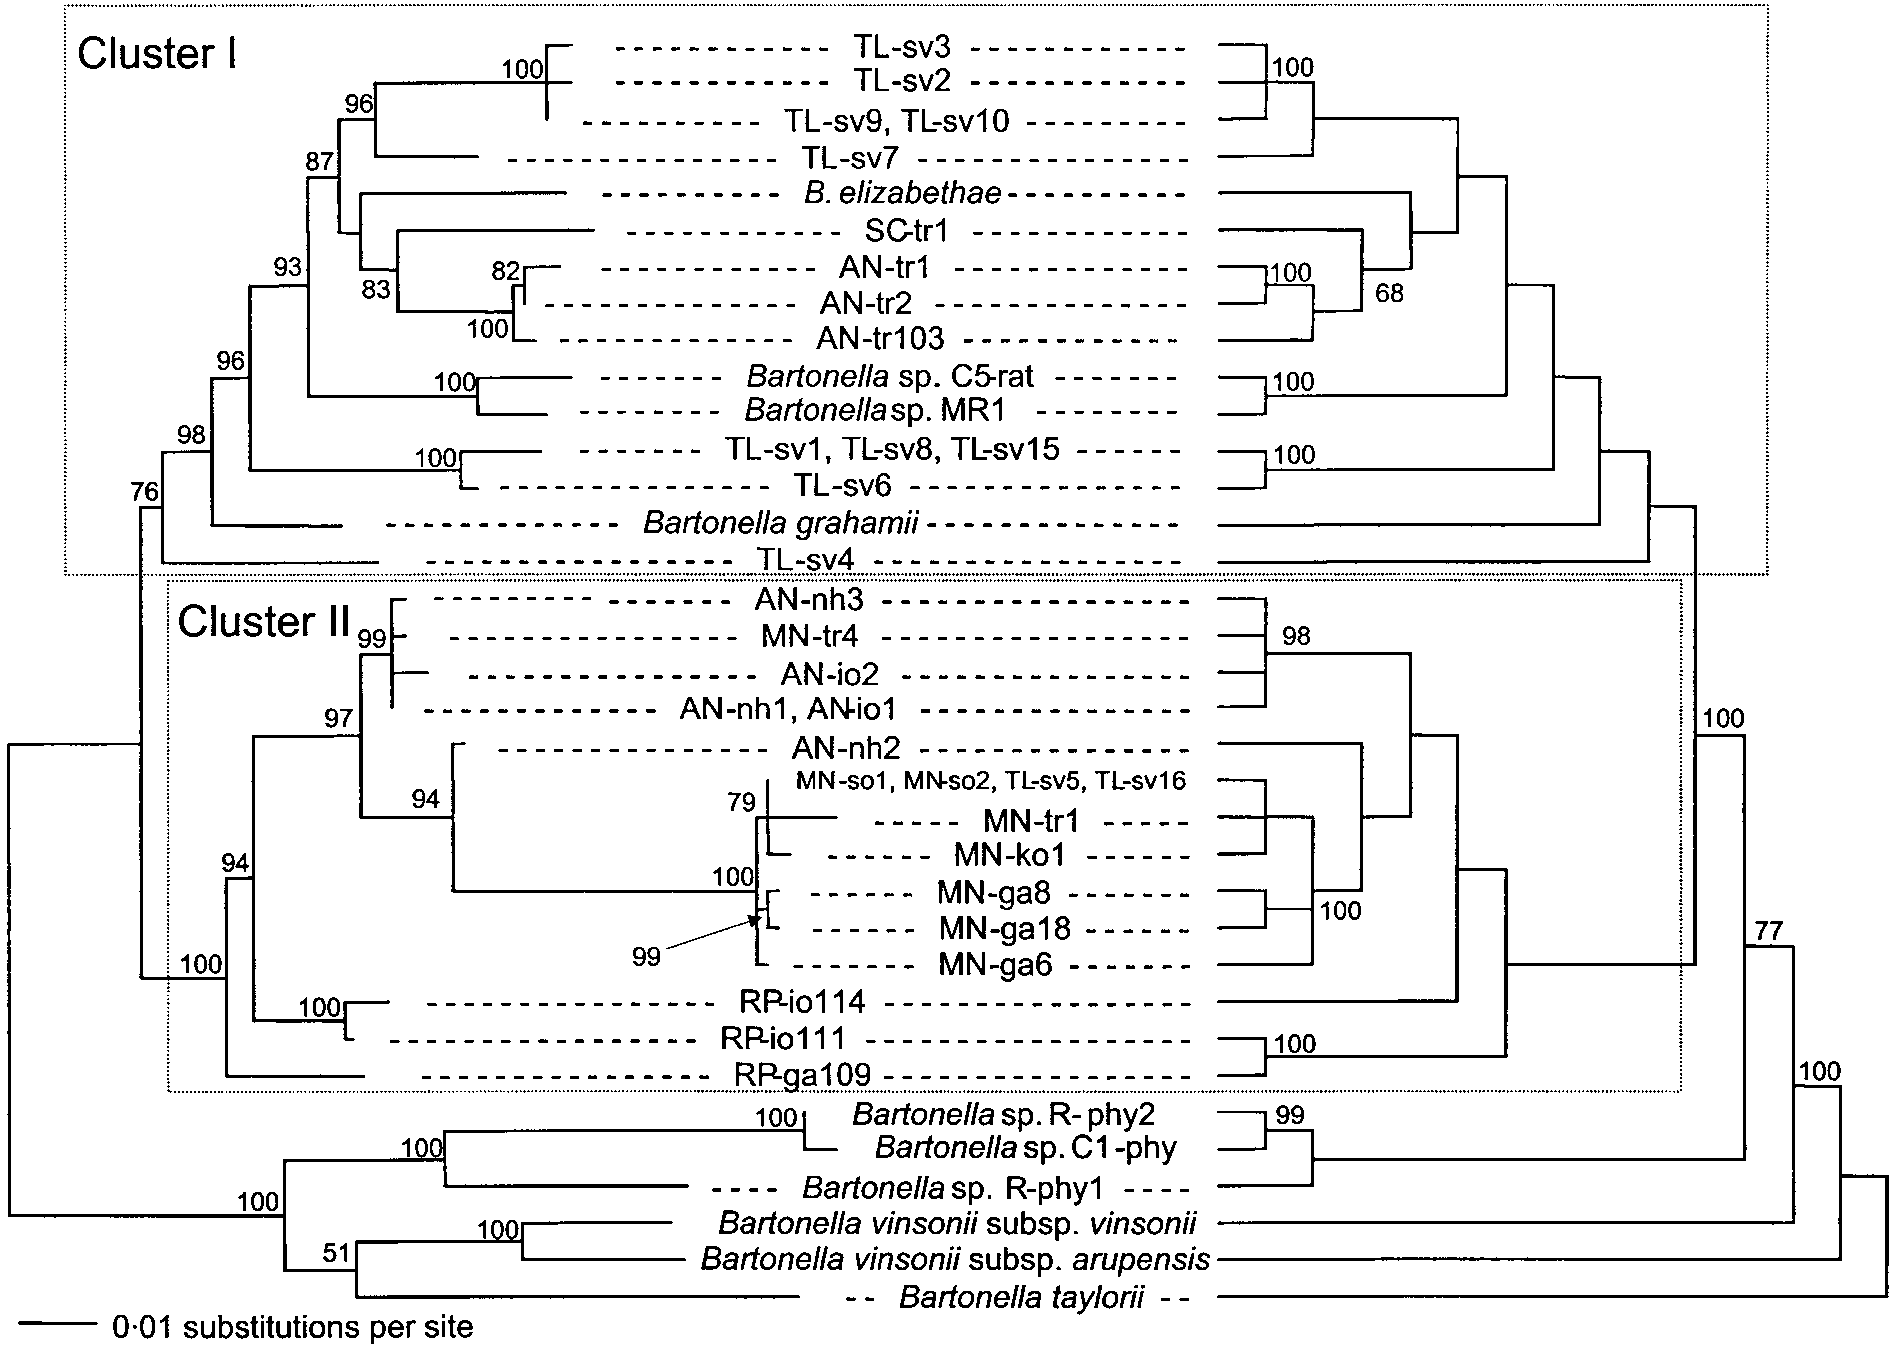 Cluster I
TL-sv3
100 TL-sv2 100
96
TL-sv9, TL-sv10
87 TL-sv7
B. elizabethae
SC-tr1
93 82 AN-tr1 100
83 AN-tr2 68
100 AN-tr103
96 100 Bartonella sp. C5-rat 100
Bartonella sp. MR1
98 100 TL-sv1, TL-sv8, TL-sv15 100
76 TL-sv6
Bartonella grahamii
TL-sv4
Cluster II
AN-nh3
99 MN-tr4 98
AN-io2
97 AN-nh1, AN-io1 100
AN-nh2
94 79 MN-so1, MN-so2, TL-sv5, TL-sv16
MN-tr1
94 MN-ko1
100 MN-ga8
100
99 MN-ga18 77
100 MN-ga6
100 RP-io114
RP-io111 100
RP-ga109 100
100 Bartonella sp. R-phy2 99
100 Bartonella sp. C1-phy
Bartonella sp. R-phy1
100
100 Bartonella vinsonii subsp. vinsonii
51 Bartonella vinsonii subsp. arupensis
Bartonella taylorii
0·01 substitutions per site